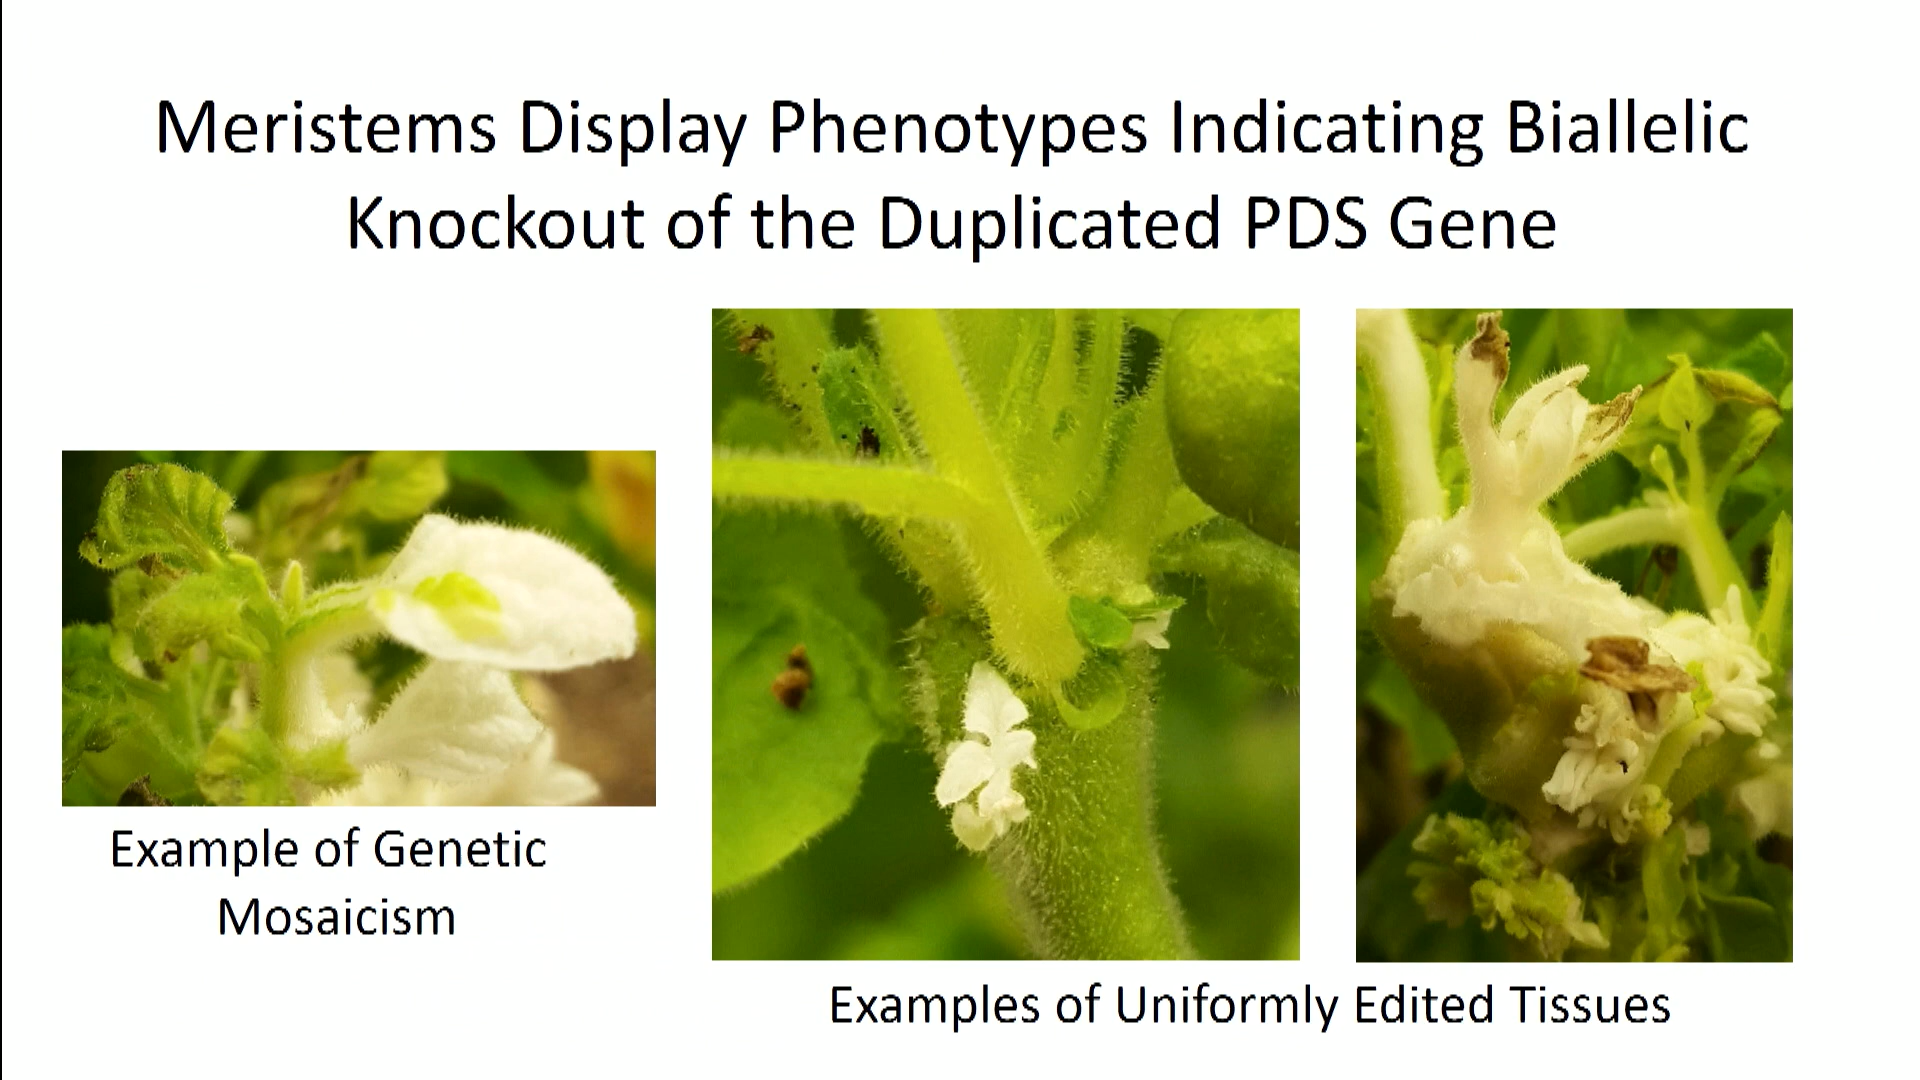 Meristems Display Phenotypes Indicating Biallelic
Knockout of the Duplicated PDS Gene
Example of Genetic
Mosaicism
Examples of Uniformly Edited Tissues